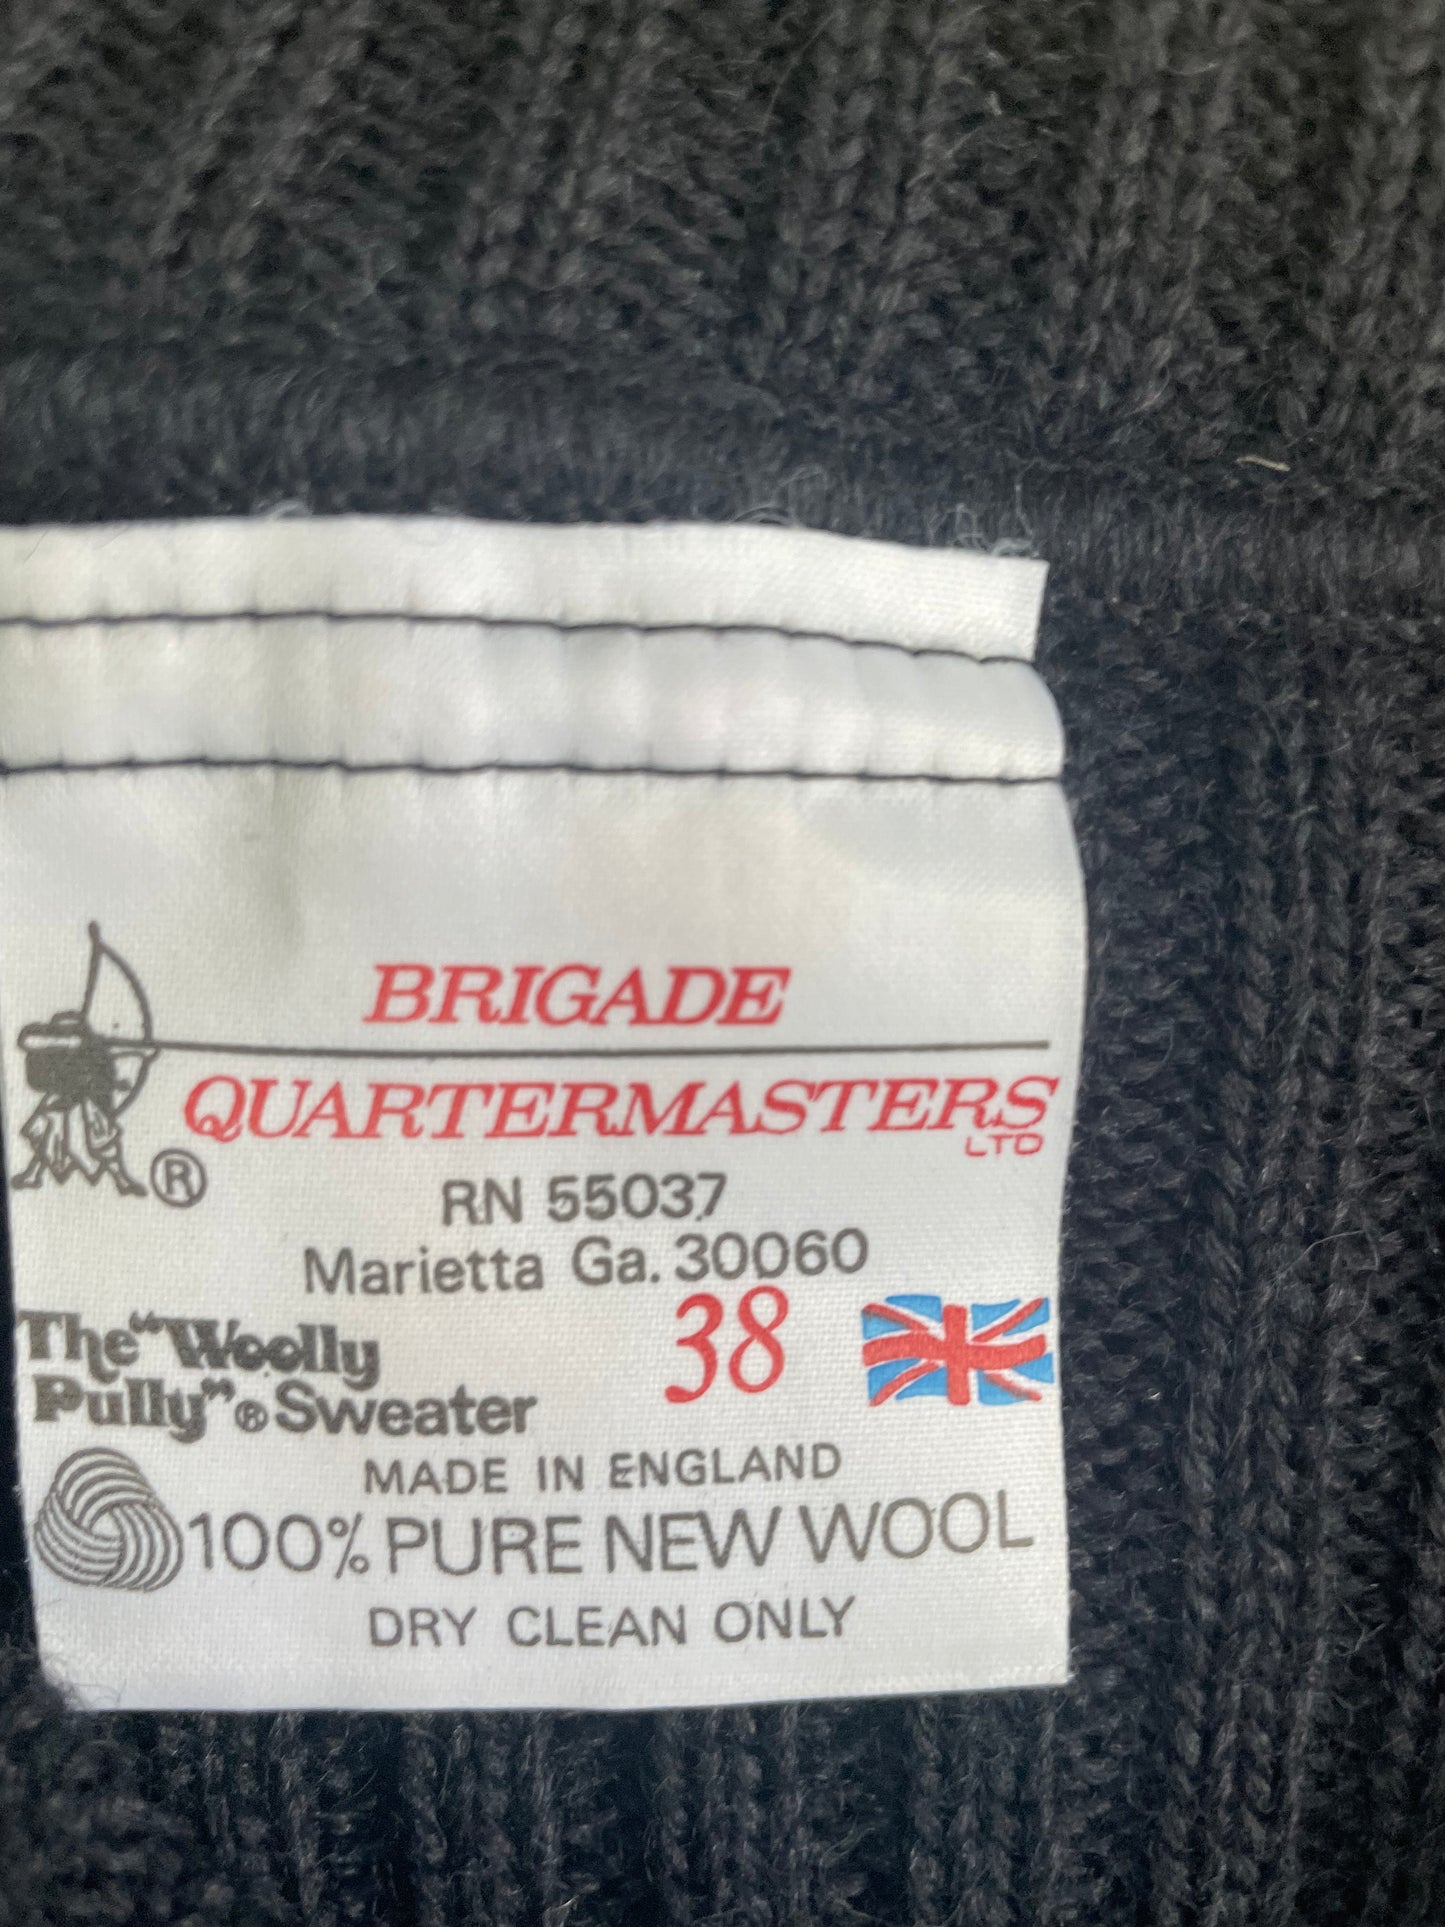 BRIGADE
QUARTERMASTERS
LTD
®
RN 55037
Marietta Ga. 30060
38
The "Woolly
Pully"® Sweater
MADE IN ENGLAND
100% PURE NEW WOOL
DRY CLEAN ONLY